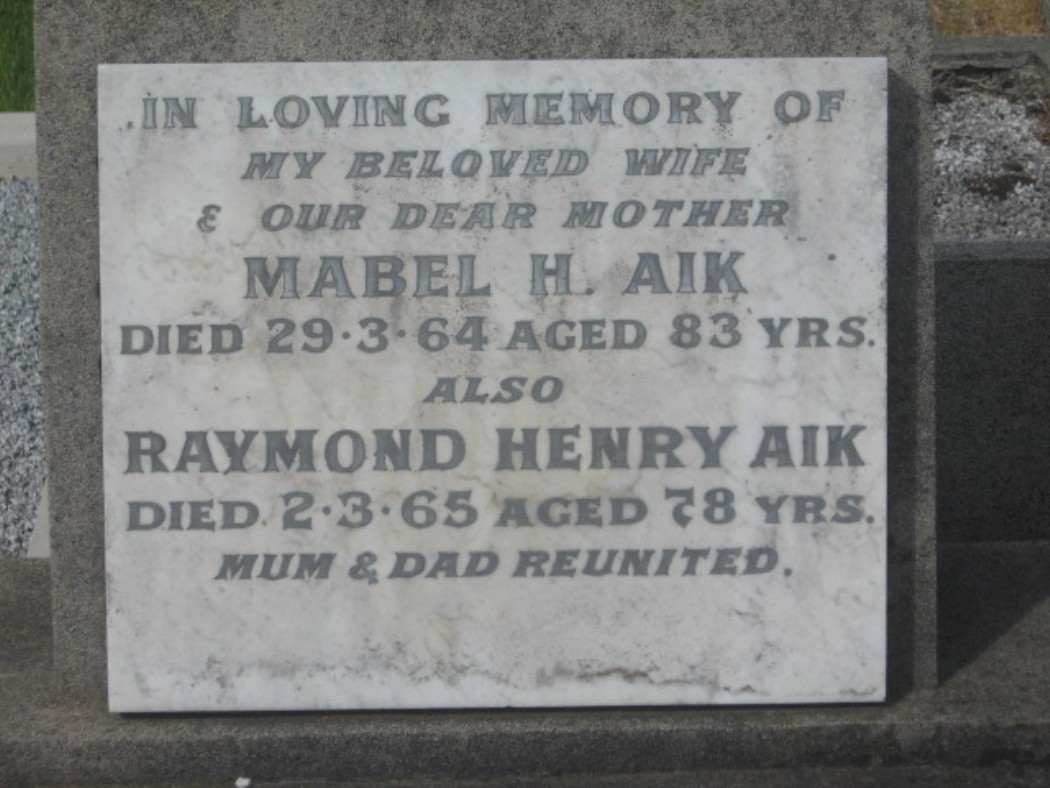 IN LOVING MEMORY OF
MY BELOVED WIFE
& OUR DEAR MOTHER
MABEL H. AIK
DIED 29·3·64 AGED 83 YRS.
ALSO
RAYMOND HENRY AIK
DIED 2·3·65 AGED 78 YRS.
MUM & DAD REUNITED.